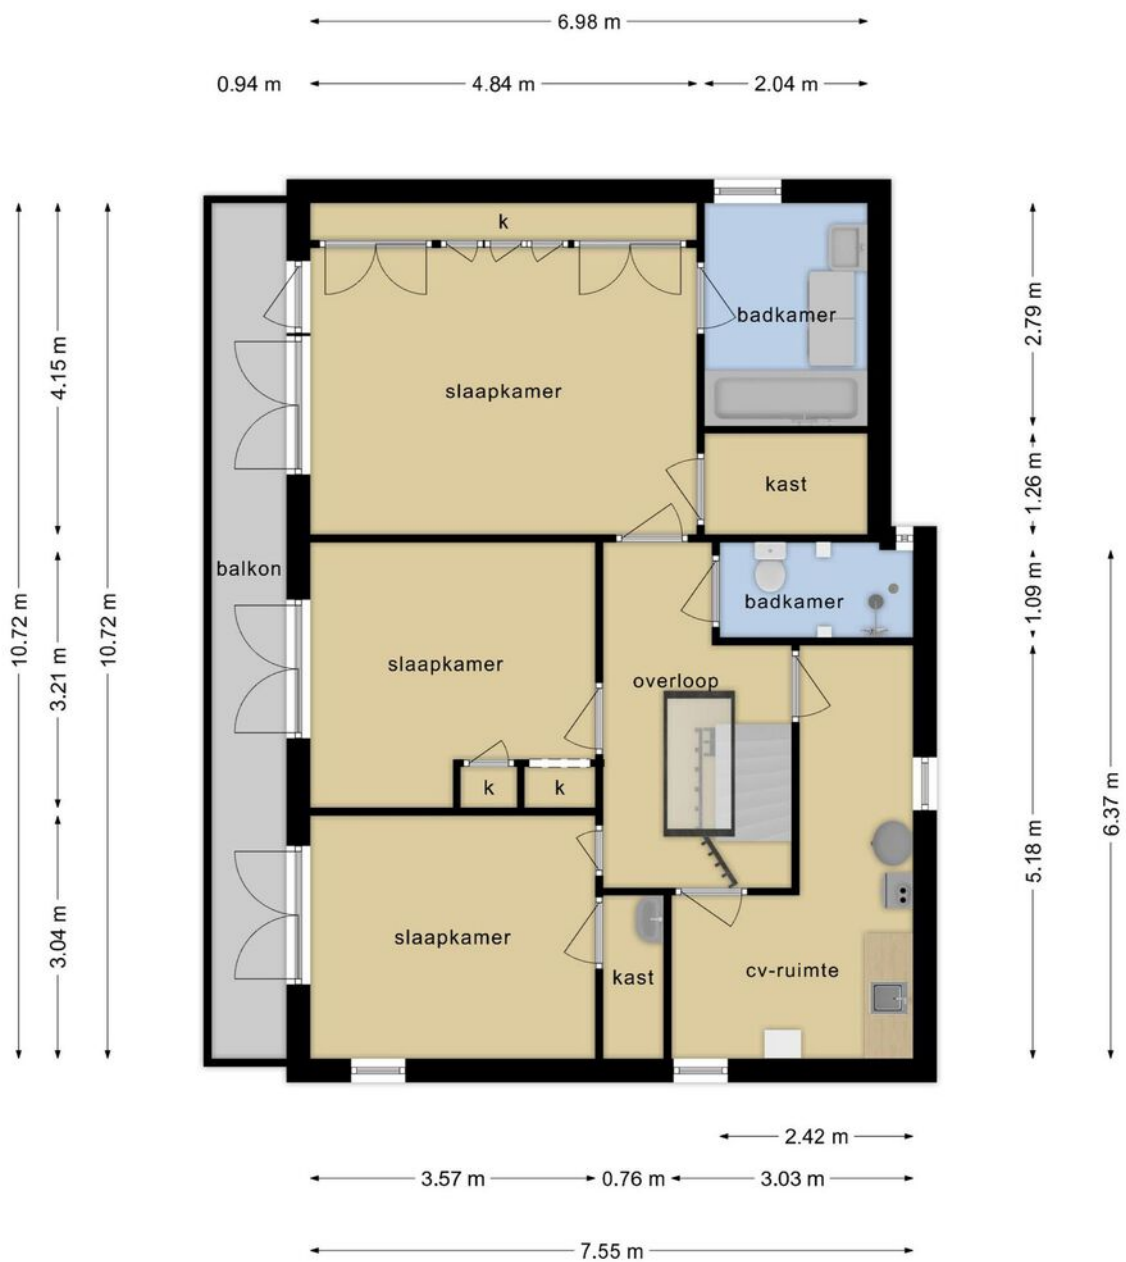 6.98 m
0.94 m
4.84 m
2.04 m
k
badkamer
slaapkamer
kast
balkon
badkamer
slaapkamer
overloop
k
k
slaapkamer
kast
cv-ruimte
10.72 m
4.15 m
3.21 m
3.04 m
10.72 m
2.79 m
1.26 m
1.09 m
5.18 m
6.37 m
2.42 m
3.57 m
0.76 m
3.03 m
7.55 m